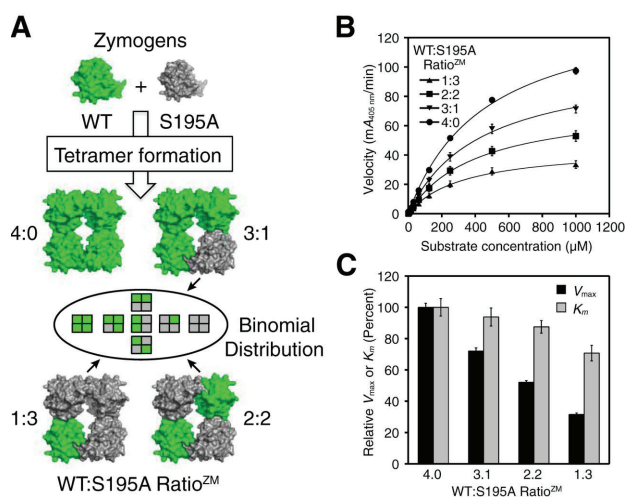 A
Zymogens
+
WT S195A
Tetramer formation
4:0 3:1
Binomial
Distribution
1:3 2:2
WT:S195A Ratio^ZM
B
WT:S195A
Ratio^ZM
1:3
2:2
3:1
4:0
120
100
80
60
40
20
0
0 200 400 600 800 1000 1200
Velocity (mA405 nm/min)
Substrate concentration (µM)
C
Vmax
Km
140
120
100
80
60
40
20
0
Relative Vmax or Km (Percent)
4.0 3.1 2.2 1.3
WT:S195A Ratio^ZM